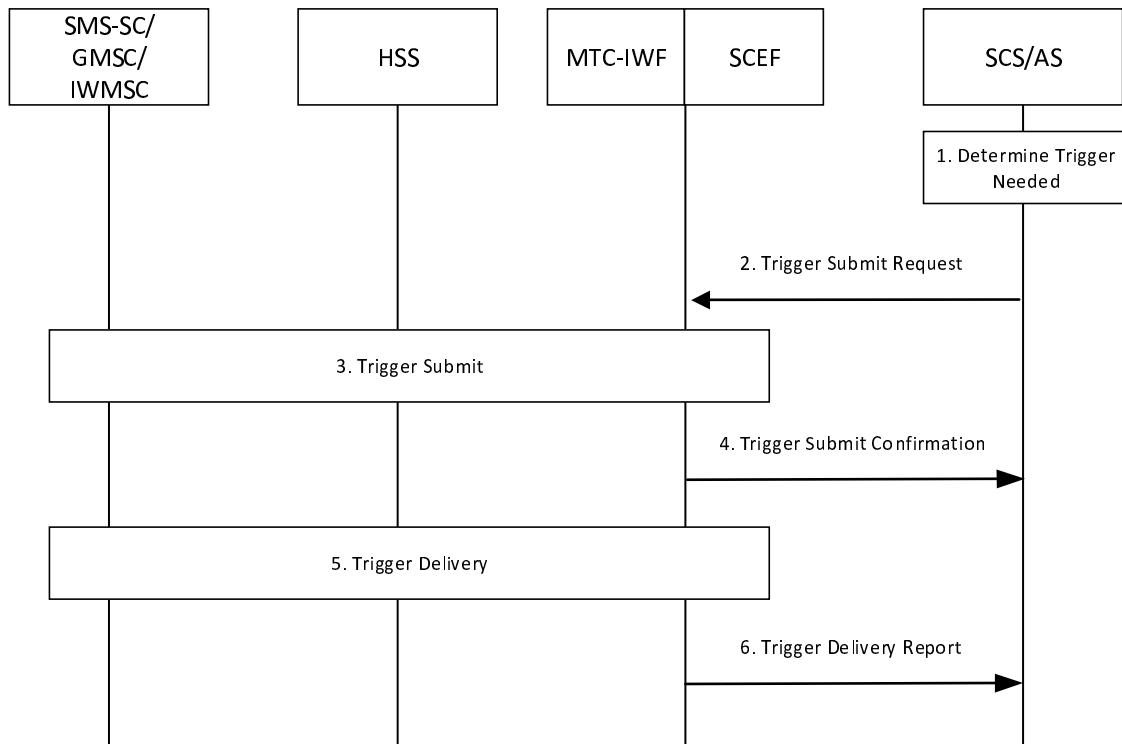 SMS-SC/
GMSC/
IWMSC
HSS
MTC-IWF
SCEF
SCS/AS
1. Determine Trigger
Needed
2. Trigger Submit Request
3. Trigger Submit
4. Trigger Submit Confirmation
5. Trigger Delivery
6. Trigger Delivery Report